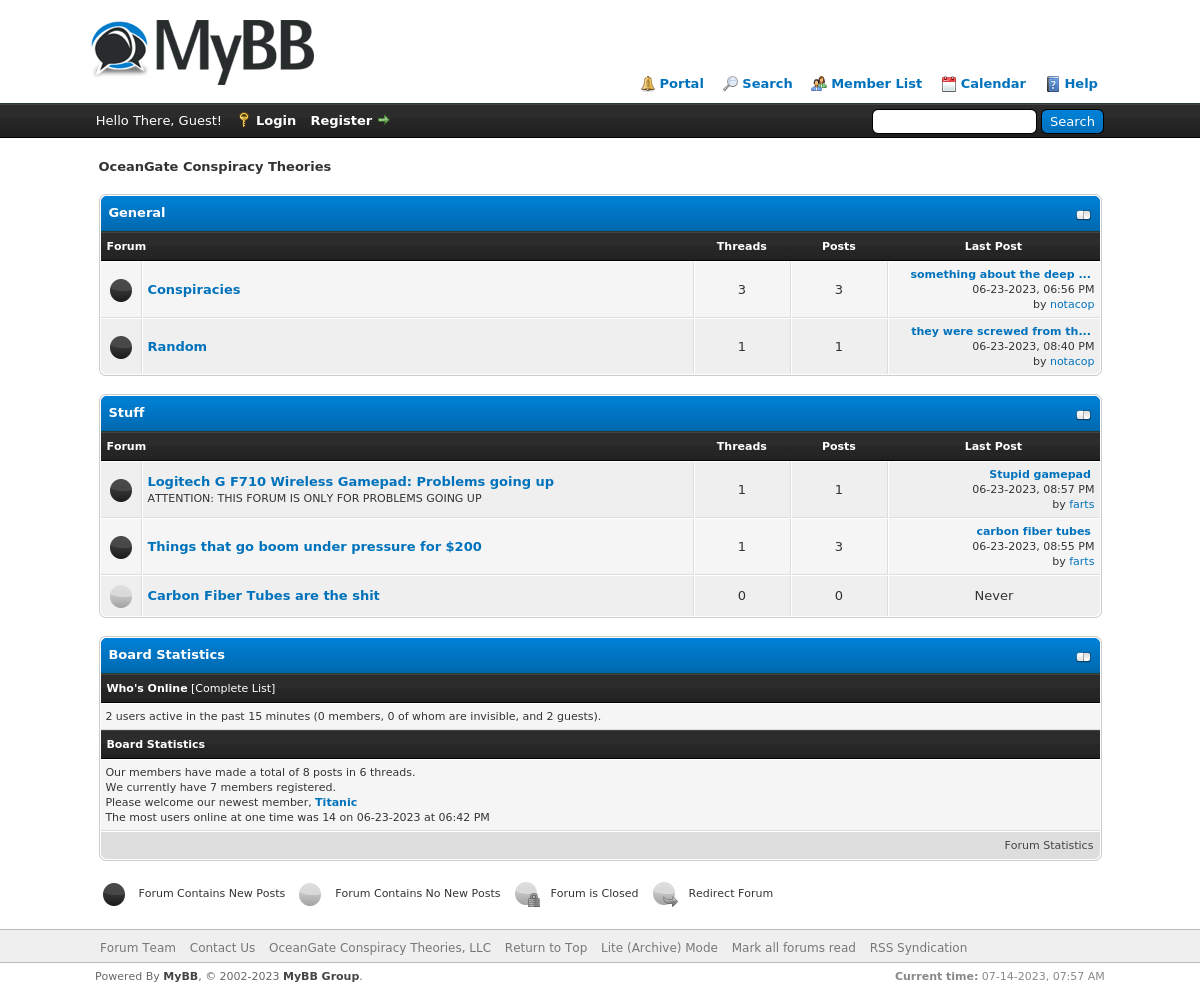 MyBB
Portal Search Member List Calendar Help
Hello There, Guest! Login Register Search
OceanGate Conspiracy Theories
General
Forum Threads Posts Last Post
something about the deep ...
Conspiracies 3 3 06-23-2023, 06:56 PM
by notacop
they were screwed from th...
Random 1 1 06-23-2023, 08:40 PM
by notacop
Stuff
Forum Threads Posts Last Post
Logitech G F710 Wireless Gamepad: Problems going up Stupid gamepad
1 1 06-23-2023, 08:57 PM
ATTENTION: THIS FORUM IS ONLY FOR PROBLEMS GOING UP by farts
carbon fiber tubes
Things that go boom under pressure for $200 1 3 06-23-2023, 08:55 PM
by farts
Carbon Fiber Tubes are the shit 0 0 Never
Board Statistics
Who's Online [Complete List]
2 users active in the past 15 minutes (0 members, 0 of whom are invisible, and 2 guests).
Board Statistics
Our members have made a total of 8 posts in 6 threads.
We currently have 7 members registered.
Please welcome our newest member, Titanic
The most users online at one time was 14 on 06-23-2023 at 06:42 PM
Forum Statistics
Forum Contains New Posts Forum Contains No New Posts Forum is Closed Redirect Forum
Forum Team Contact Us OceanGate Conspiracy Theories, LLC Return to Top Lite (Archive) Mode Mark all forums read RSS Syndication
Powered By MyBB, © 2002-2023 MyBB Group. Current time: 07-14-2023, 07:57 AM